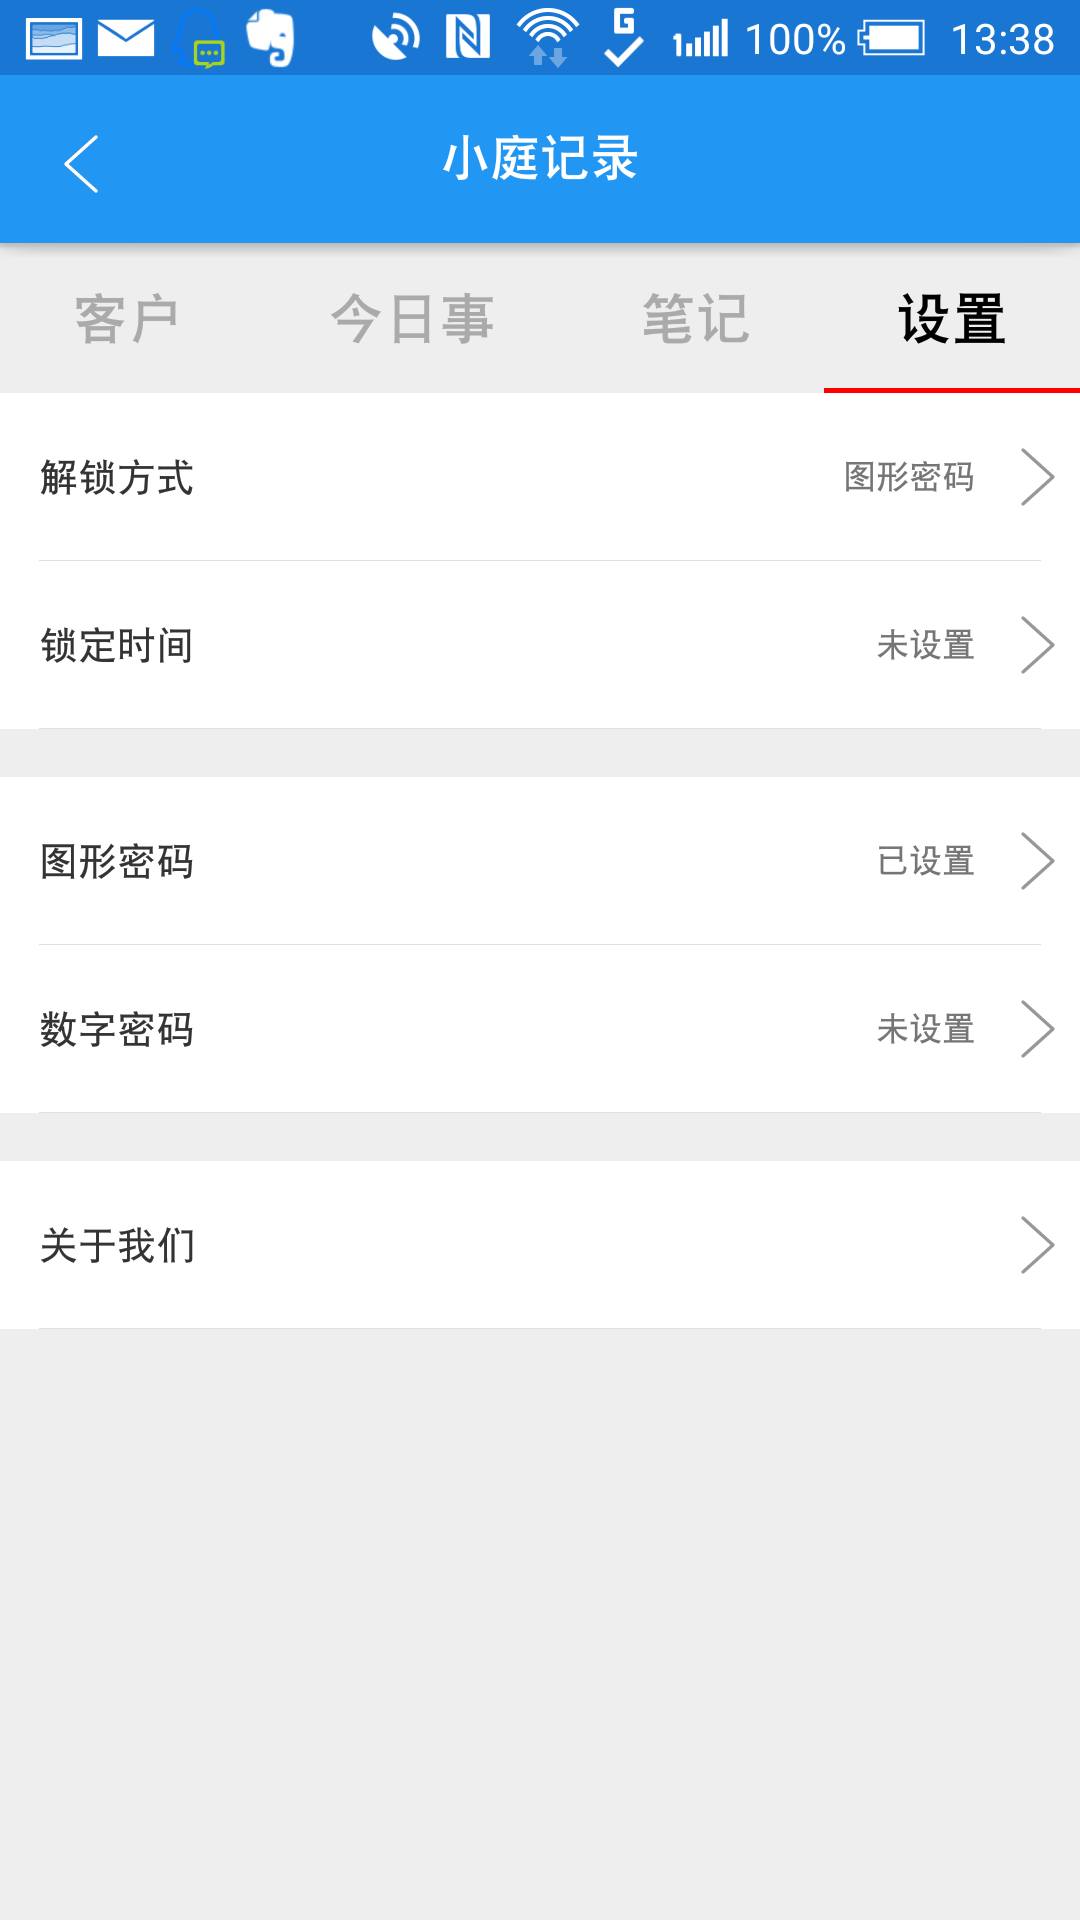 100% 13:38
小庭记录
客户 今日事 笔记 设置
解锁方式 图形密码
锁定时间 未设置
图形密码 已设置
数字密码 未设置
关于我们